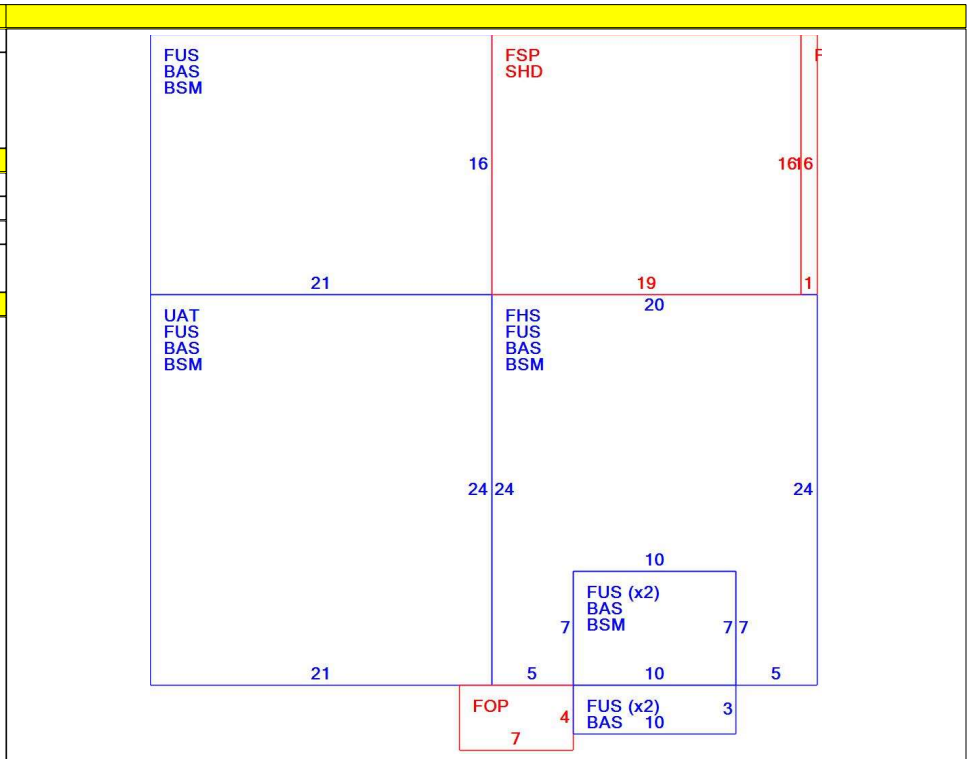 FUS
BAS
BSM
FSP
SHD
F
16
16
16
21
19
1
20
UAT
FUS
BAS
BSM
FHS
FUS
BAS
BSM
24
24
24
10
FUS (x2)
BAS
BSM
7
7
7
21
5
10
5
FOP
4
7
FUS (x2)
BAS
10
3